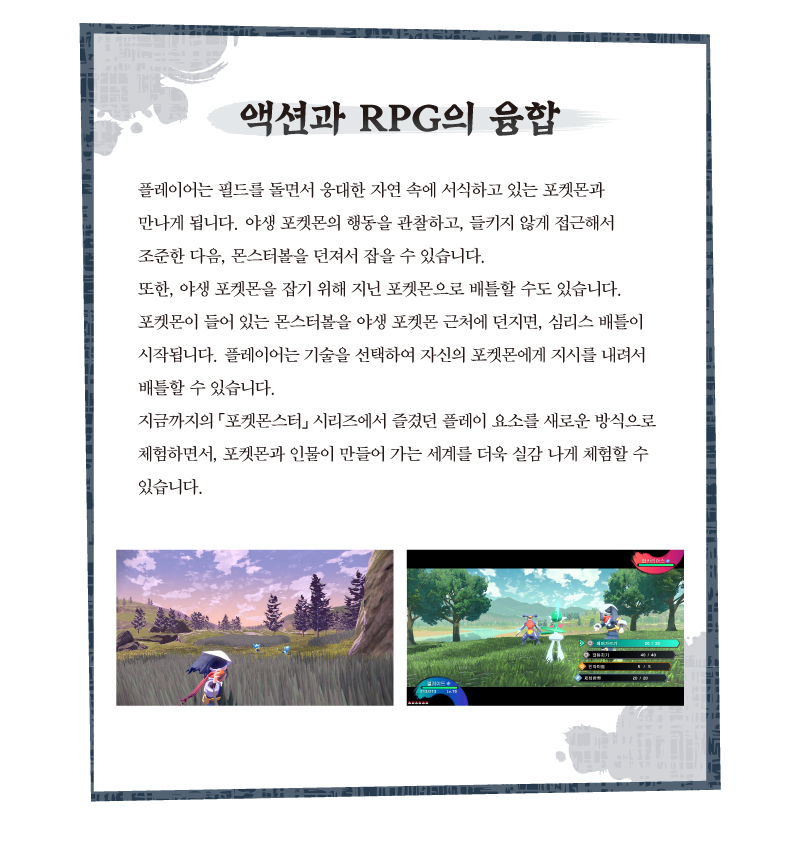 액션과 RPG의 융합
플레이어는 필드를 돌면서 웅대한 자연 속에 서식하고 있는 포켓몬과
만나게 됩니다. 야생 포켓몬의 행동을 관찰하고, 들키지 않게 접근해서
조준한 다음, 몬스터볼을 던져서 잡을 수 있습니다.
또한, 야생 포켓몬을 잡기 위해 지닌 포켓몬으로 배틀할 수도 있습니다.
포켓몬이 들어 있는 몬스터볼을 야생 포켓몬 근처에 던지면, 심리스 배틀이
시작됩니다. 플레이어는 기술을 선택하여 자신의 포켓몬에게 지시를 내려서
배틀할 수 있습니다.
지금까지의 「포켓몬스터」 시리즈에서 즐겼던 플레이 요소를 새로운 방식으로
체험하면서, 포켓몬과 인물이 만들어 가는 세계를 더욱 실감 나게 체험할 수
있습니다.
40 / 40
5 / 5
20 / 20